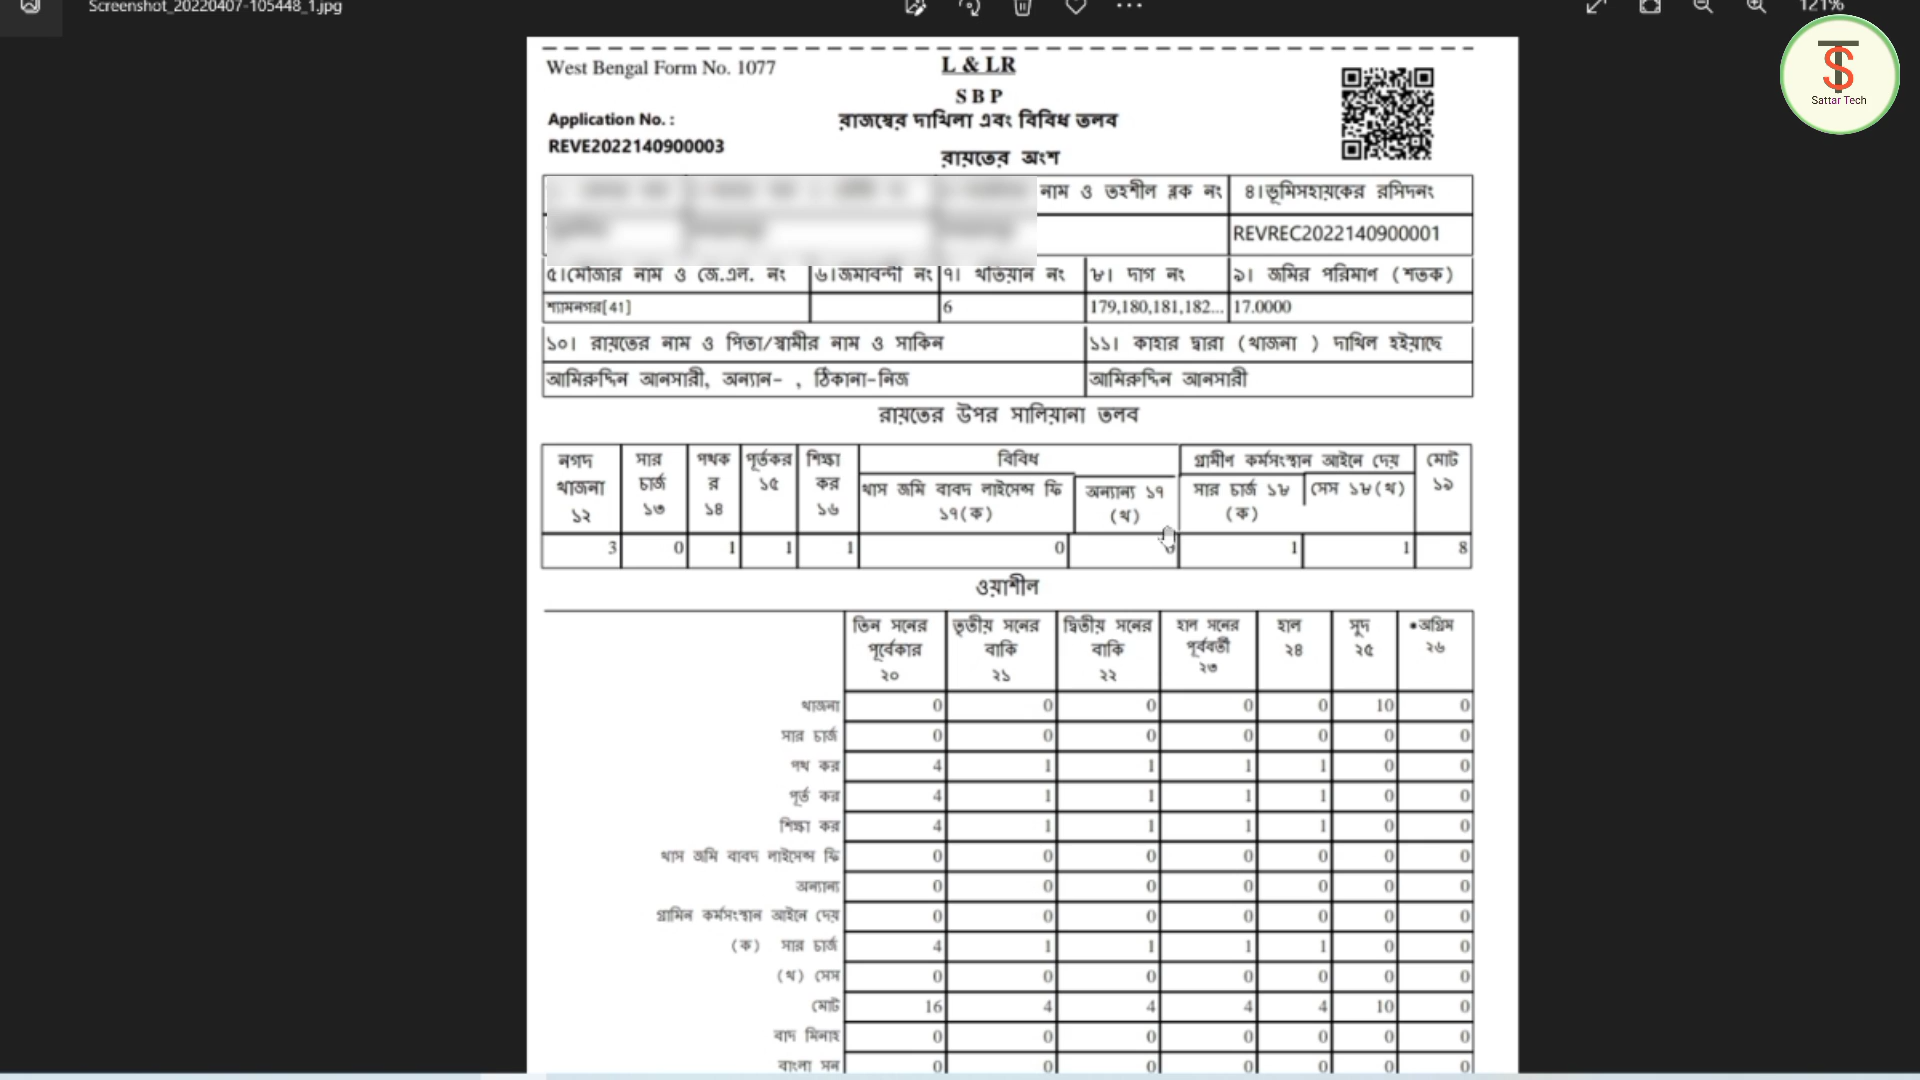 Screenshot_20220407-105448_1.jpg
121%
Sattar Tech
West Bengal Form No. 1077
L & LR
S B P
Application No. :
REVE2022140900003
রাজস্বের দাখিলা এবং বিবিধ তলব
রায়তের অংশ
নাম ও তহশীল ব্লক নং ৪।ভূমিসহায়কের রসিদনং
REVREC2022140900001
৫।মৌজার নাম ও জে.এল. নং ৬।জমাবন্দী নং ৭। খতিয়ান নং ৮। দাগ নং ৯। জমির পরিমাণ (শতক)
শ্যামনগর[41] 6 179,180,181,182... 17.0000
১০। রায়তের নাম ও পিতা/স্বামীর নাম ও সাকিন ১১। কাহার দ্বারা (খাজনা ) দাখিল হইয়াছে
আমিরুদ্দিন আনসারী, অন্যান- , ঠিকানা-নিজ আমিরুদ্দিন আনসারী
রায়তের উপর সালিয়ানা তলব
নগদ খাজনা ১২ সার চার্জ ১৩ পথক র ১৪ পূর্তকর ১৫ শিক্ষা কর ১৬ বিবিধ গ্রামীণ কর্মসংস্থান আইনে দেয় মোট ১৯
খাস জমি বাবদ লাইসেন্স ফি ১৭(ক) অন্যান্য ১৭ (খ) সার চার্জ ১৮ (ক) সেস ১৮(খ)
3 0 1 1 1 0 1 1 8
ওয়াশীল
তিন সনের পূর্বেকার ২০ তৃতীয় সনের বাকি ২১ দ্বিতীয় সনের বাকি ২২ হাল সনের পূর্ববর্তী ২৩ হাল ২৪ সুদ ২৫ •অগ্রিম ২৬
খাজনা 0 0 0 0 0 10 0
সার চার্জ 0 0 0 0 0 0 0
পথ কর 4 1 1 1 1 0 0
পূর্ত কর 4 1 1 1 1 0 0
শিক্ষা কর 4 1 1 1 1 0 0
খাস জমি বাবদ লাইসেন্স ফি 0 0 0 0 0 0 0
অন্যান্য 0 0 0 0 0 0 0
গ্রামিন কর্মসংস্থান আইনে দেয় 0 0 0 0 0 0 0
(ক) সার চার্জ 4 1 1 1 1 0 0
(খ) সেস 0 0 0 0 0 0 0
মোট 16 4 4 4 4 10 0
বাদ মিনাহ 0 0 0 0 0 0 0
বাংলা সন 0 0 0 0 0 0 0